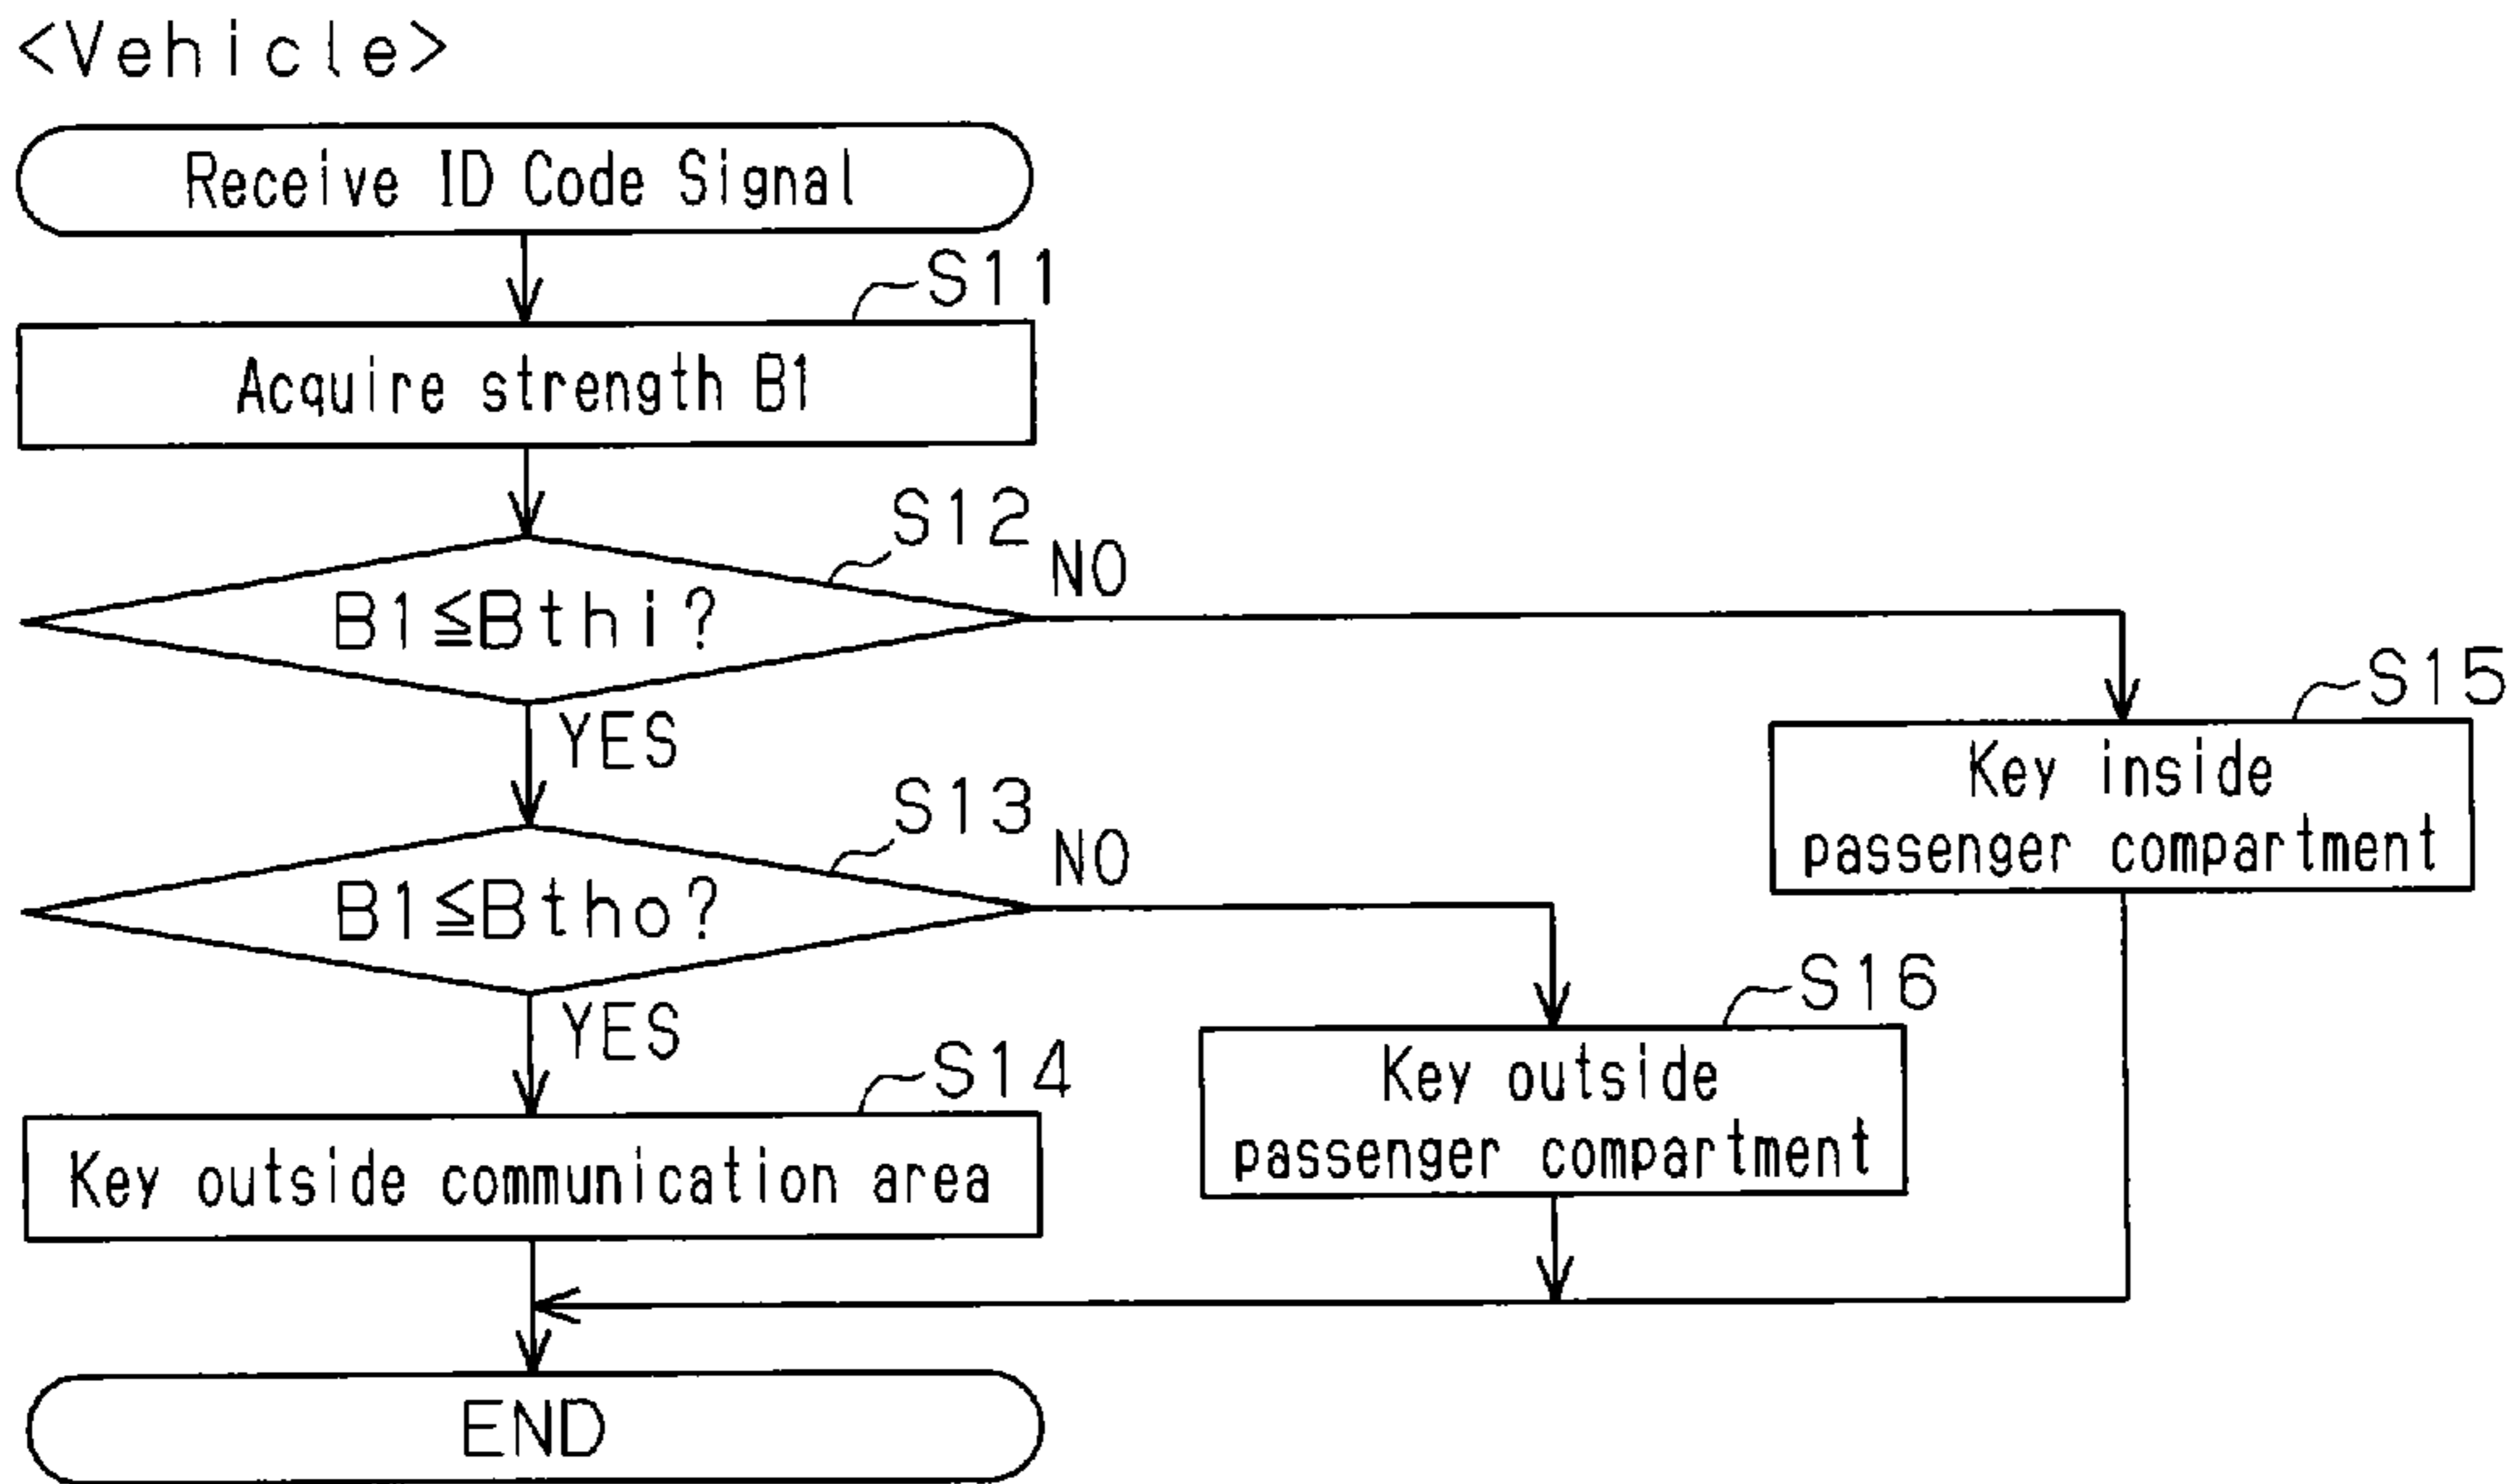 <Vehicle>
Receive ID Code Signal
S11
Acquire strength B1
S12
NO
B1≦Bthi?
YES
S15
Key inside
passenger compartment
S13
NO
B1≦Btho?
YES
S16
Key outside
passenger compartment
S14
Key outside communication area
END